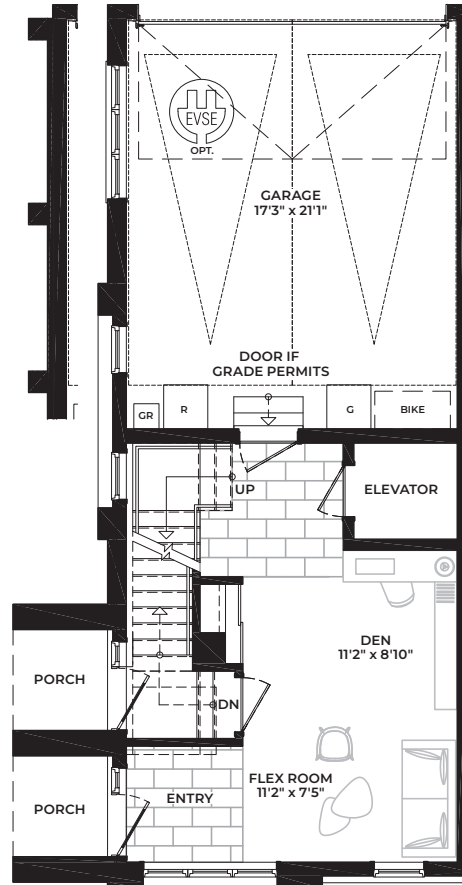 EVSE
OPT.
GARAGE
17'3" x 21'1"
DOOR IF
GRADE PERMITS
GR
R
G
BIKE
UP
ELEVATOR
DEN
11'2" x 8'10"
PORCH
DN
FLEX ROOM
11'2" x 7'5"
PORCH
ENTRY